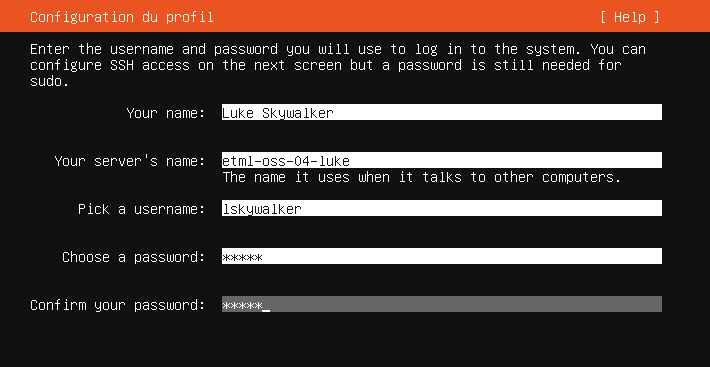 Configuration du profil [ Help ]
Enter the username and password you will use to log in to the system. You can
configure SSH access on the next screen but a password is still needed for
sudo.
Your name: Luke Skywalker
Your server's name: etml-oss-04-luke
The name it uses when it talks to other computers.
Pick a username: lskywalker
Choose a password: *****
Confirm your password: *****_